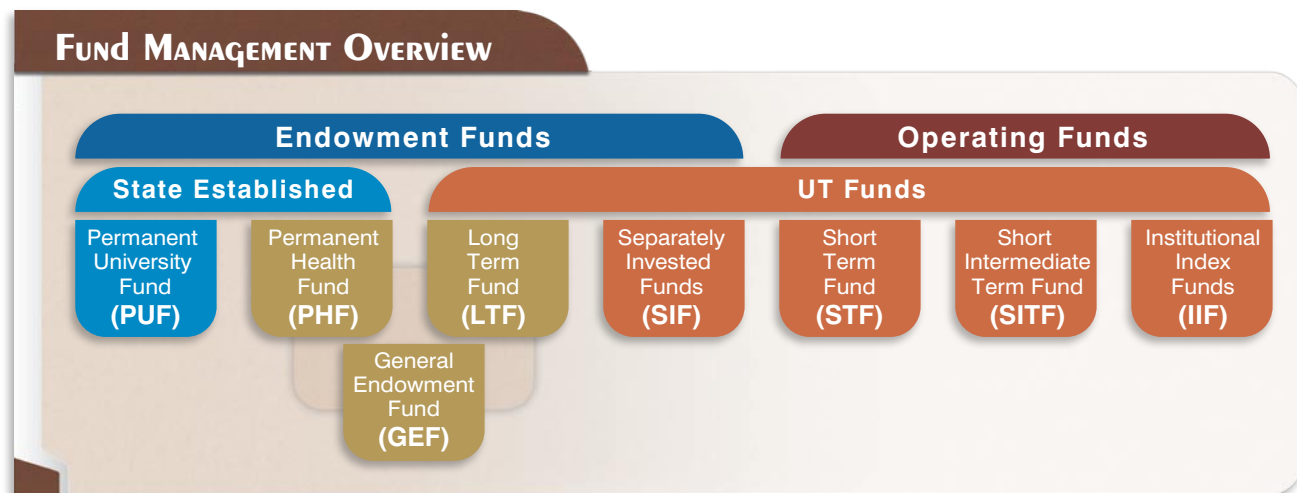 Fund Management Overview
Endowment Funds
Operating Funds
State Established
UT Funds
Permanent
University
Fund
(PUF)
Permanent
Health
Fund
(PHF)
Long
Term
Fund
(LTF)
Separately
Invested
Funds
(SIF)
Short
Term
Fund
(STF)
Short
Intermediate
Term Fund
(SITF)
Institutional
Index
Funds
(IIF)
General
Endowment
Fund
(GEF)